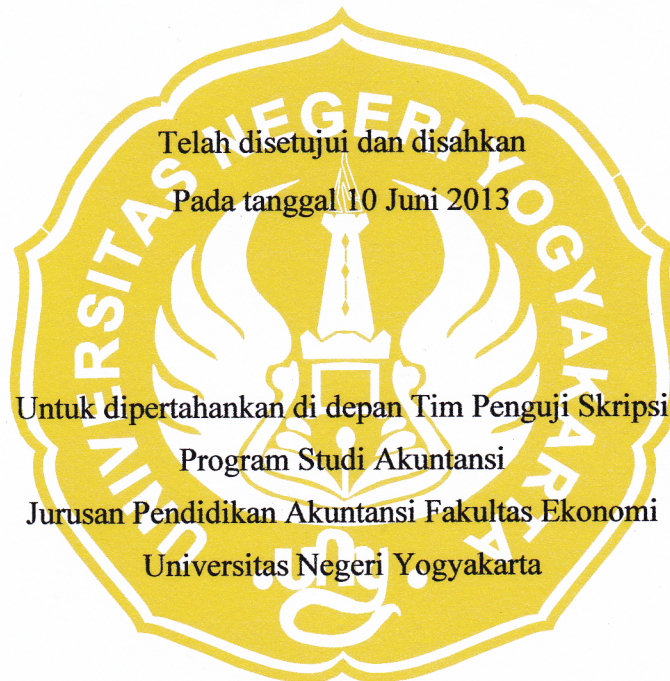 UNIVERSITAS NEGERI YOGYAKARTA
Telah disetujui dan disahkan
Pada tanggal 10 Juni 2013
Untuk dipertahankan di depan Tim Penguji Skripsi
Program Studi Akuntansi
Jurusan Pendidikan Akuntansi Fakultas Ekonomi
Universitas Negeri Yogyakarta
uny